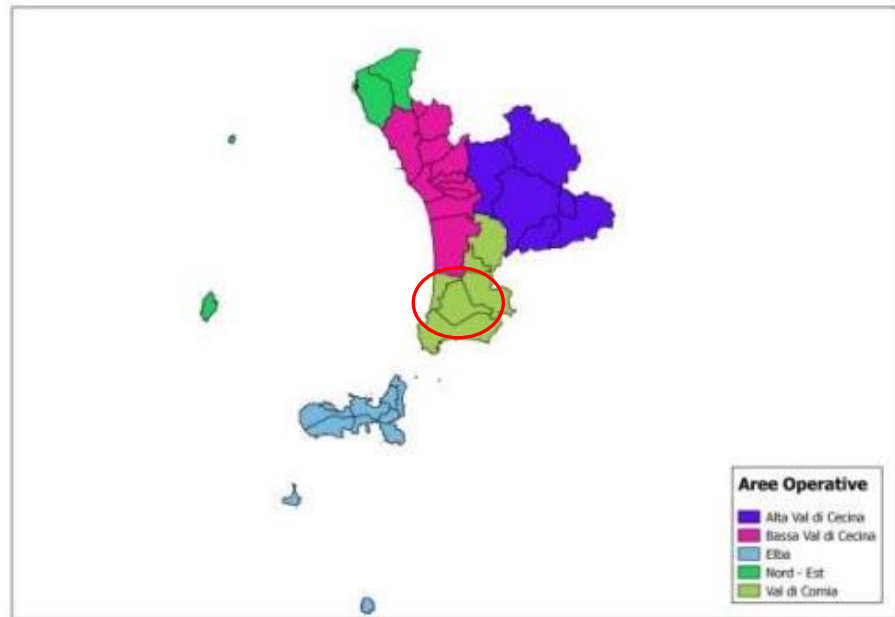 Aree Operative
Alta Val di Cecina
Bassa Val di Cecina
Elba
Nord - Est
Val di Cornia